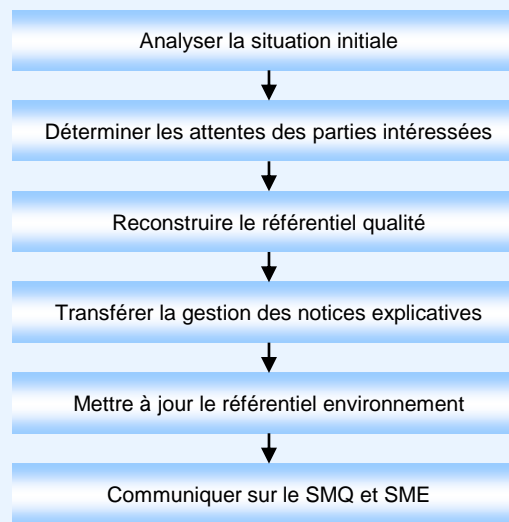 Analyser la situation initiale
Déterminer les attentes des parties intéressées
Reconstruire le référentiel qualité
Transférer la gestion des notices explicatives
Mettre à jour le référentiel environnement
Communiquer sur le SMQ et SME